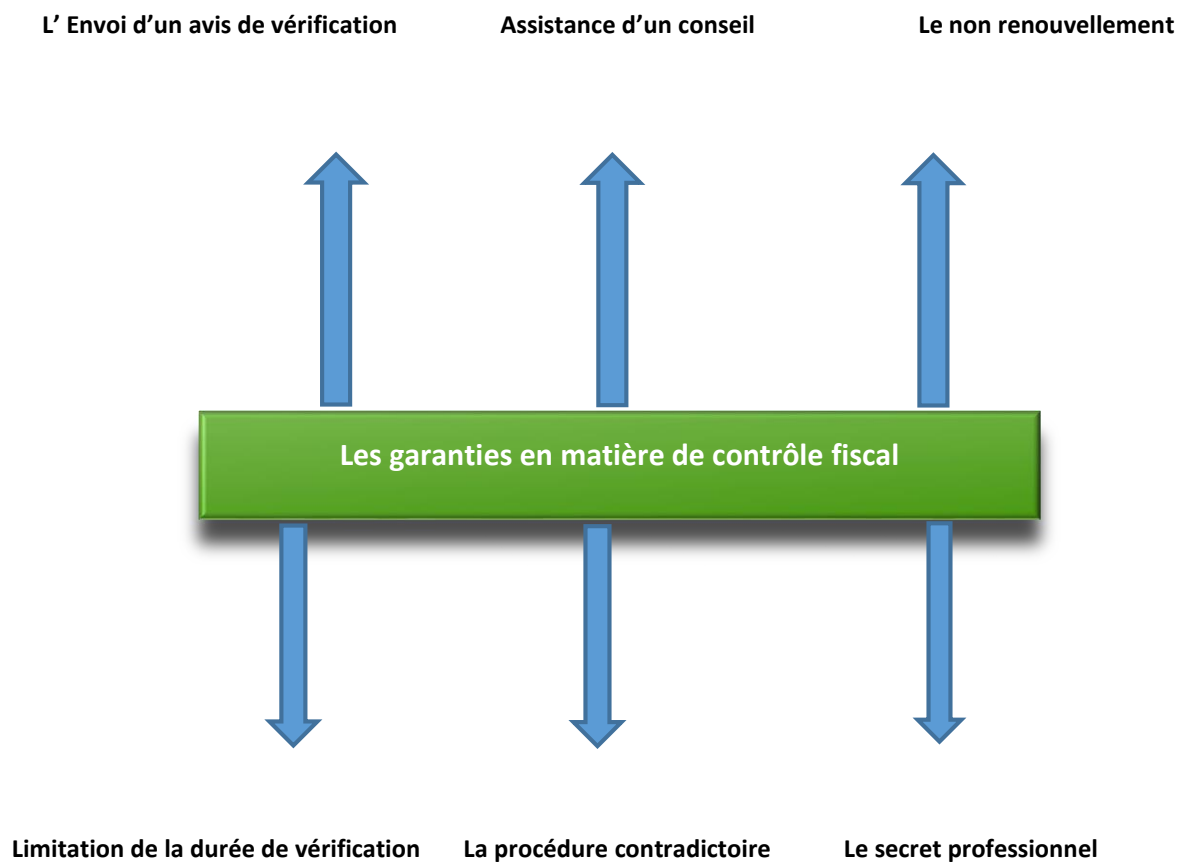 L’ Envoi d’un avis de vérification
Assistance d’un conseil
Le non renouvellement
Les garanties en matière de contrôle fiscal
Limitation de la durée de vérification
La procédure contradictoire
Le secret professionnel